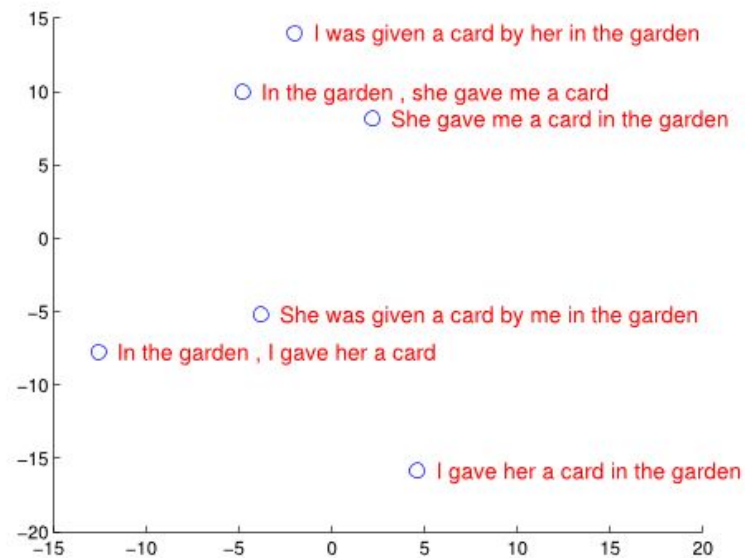 15
I was given a card by her in the garden
10
In the garden , she gave me a card
She gave me a card in the garden
5
0
−5
She was given a card by me in the garden
In the garden , I gave her a card
−10
−15
I gave her a card in the garden
−20
−15 −10 −5 0 5 10 15 20